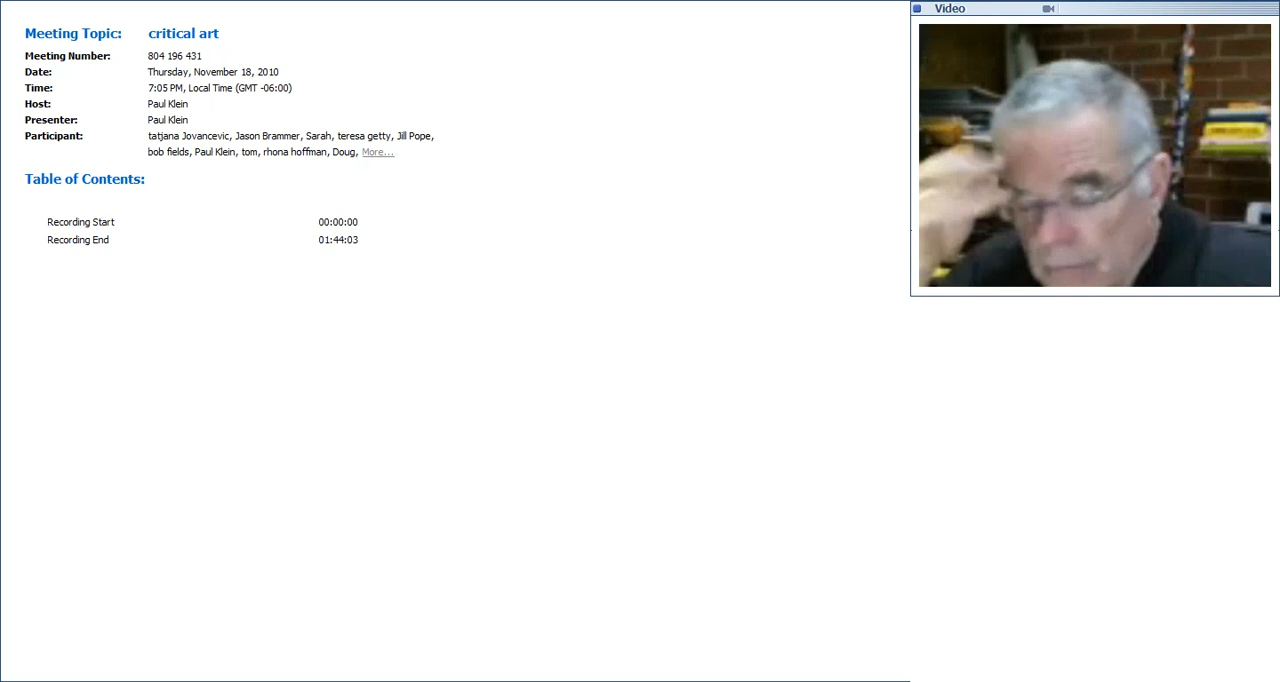 Meeting Topic: critical art
Meeting Number: 804 196 431
Date: Thursday, November 18, 2010
Time: 7:05 PM, Local Time (GMT -06:00)
Host: Paul Klein
Presenter: Paul Klein
Participant: tatjana Jovancevic, Jason Brammer, Sarah, teresa getty, Jill Pope,
bob fields, Paul Klein, tom, rhona hoffman, Doug, More...
Table of Contents:
Recording Start 00:00:00
Recording End 01:44:03
Video